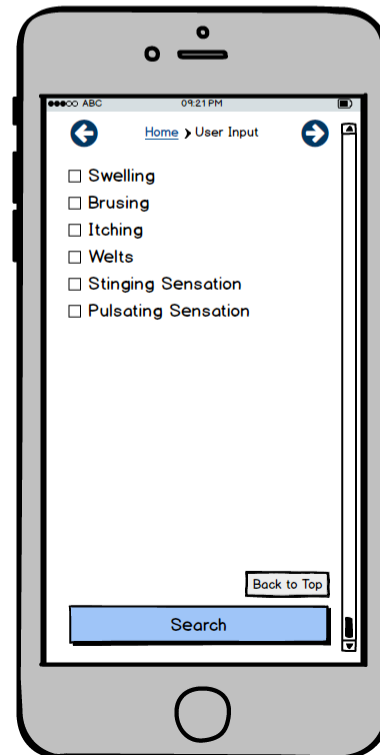 ABC 09:21 PM
Home > User Input
Swelling
Brusing
Itching
Welts
Stinging Sensation
Pulsating Sensation
Back to Top
Search